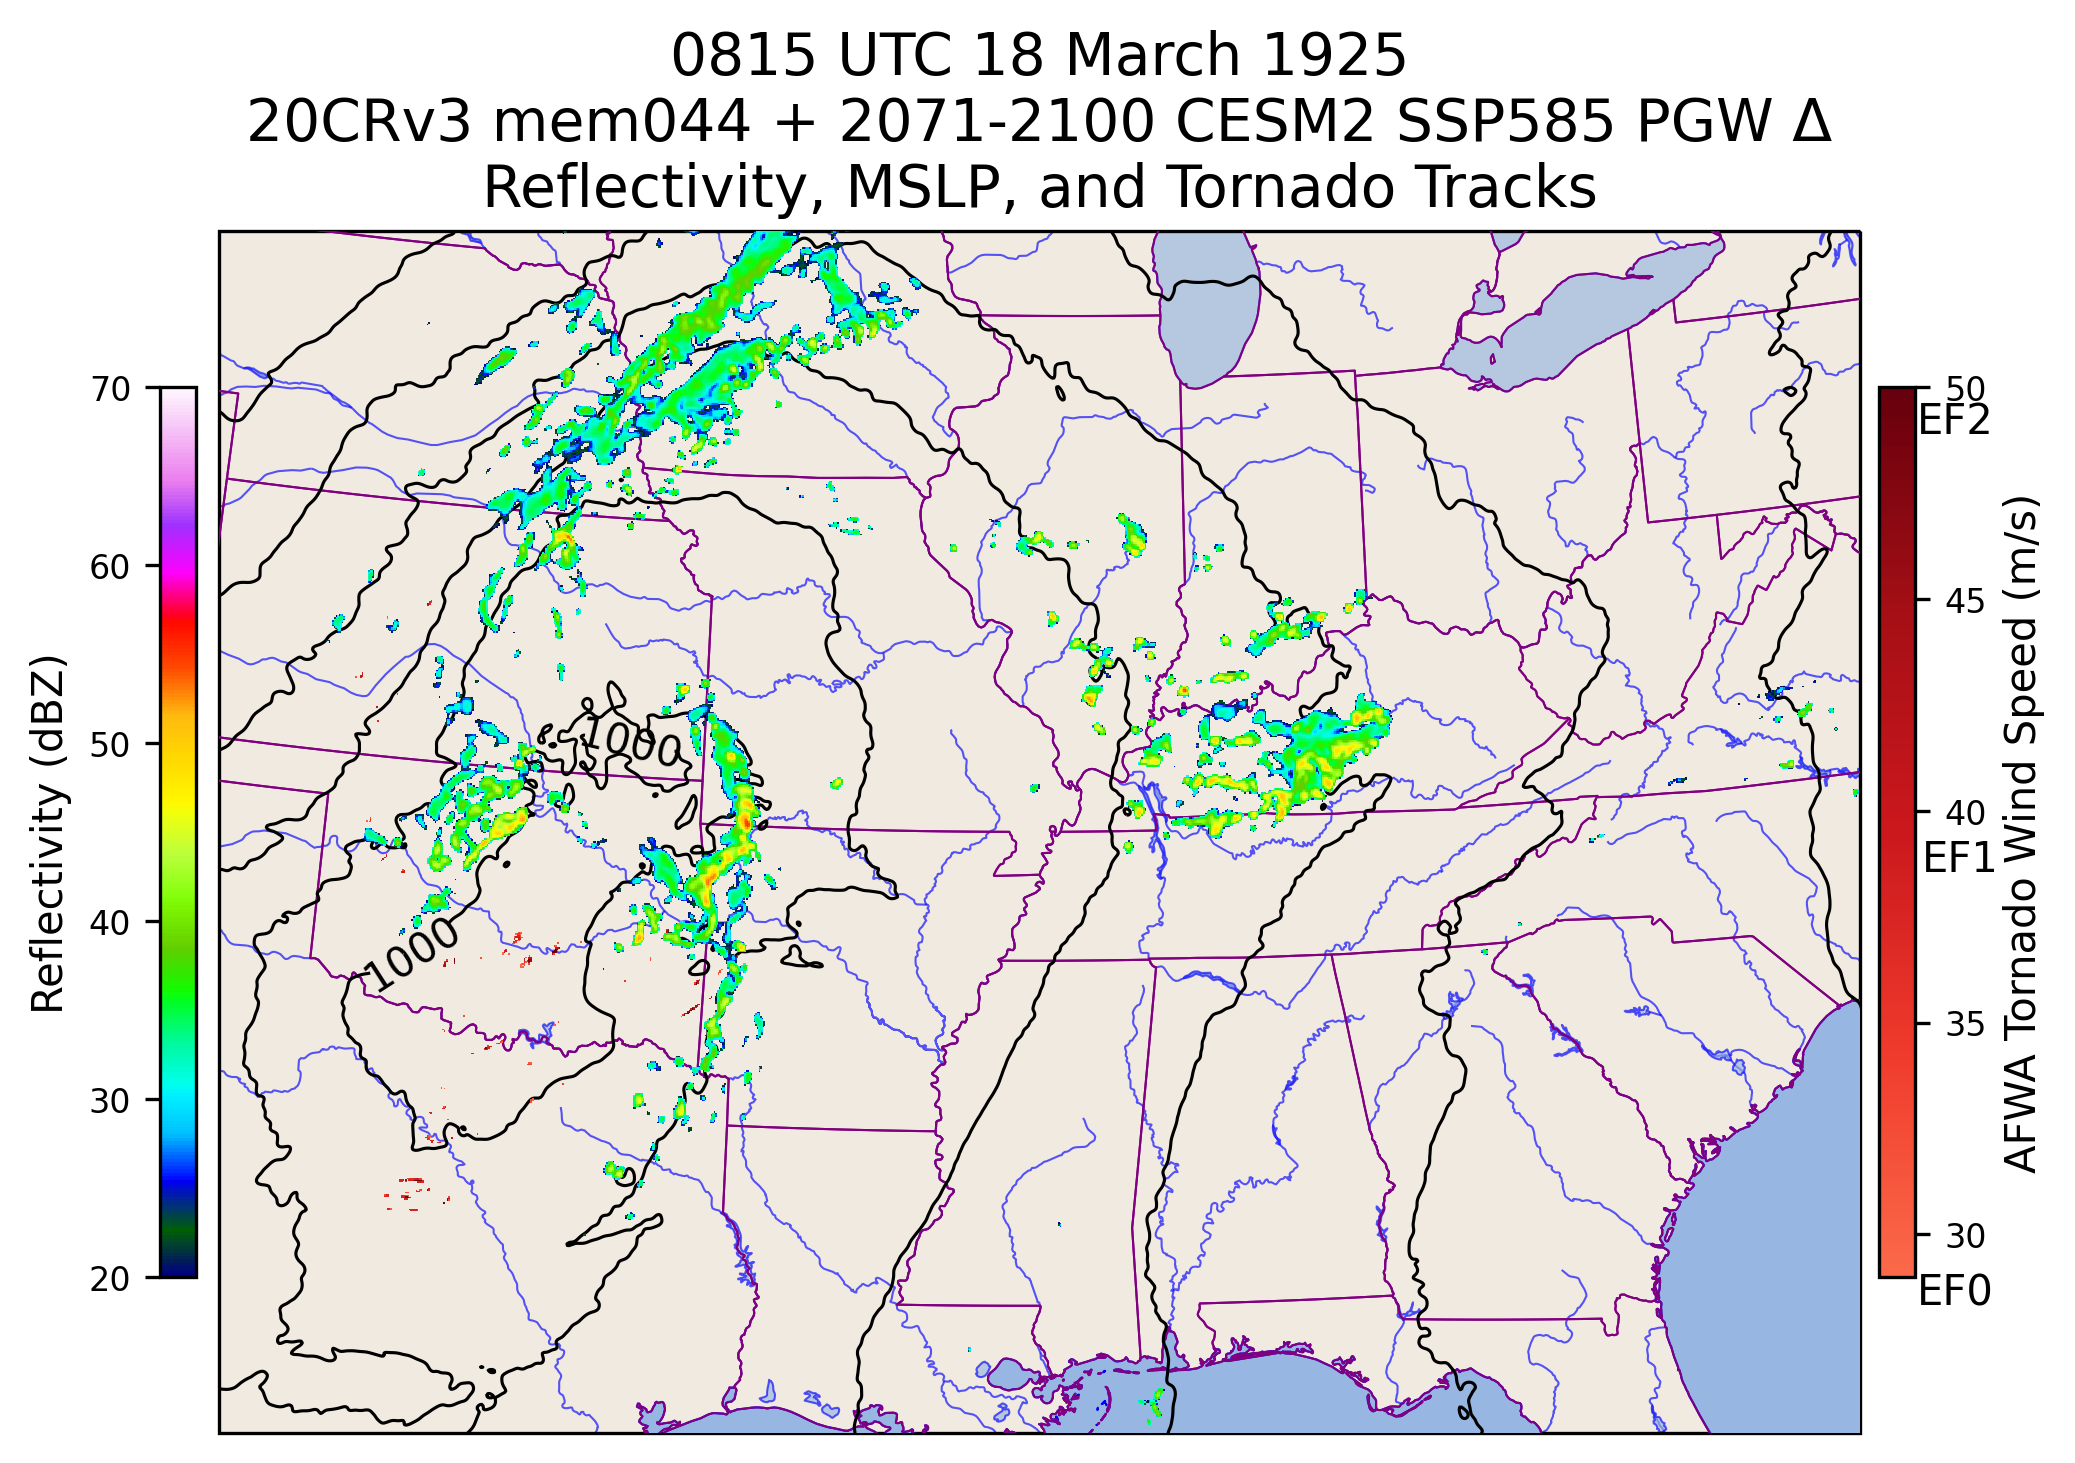 0815 UTC 18 March 1925
20CRv3 mem044 + 2071-2100 CESM2 SSP585 PGW Δ
Reflectivity, MSLP, and Tornado Tracks
70
60
50
40
30
20
Reflectivity (dBZ)
1000
1000
50
EF2
45
40
EF1
35
30
EF0
AFWA Tornado Wind Speed (m/s)